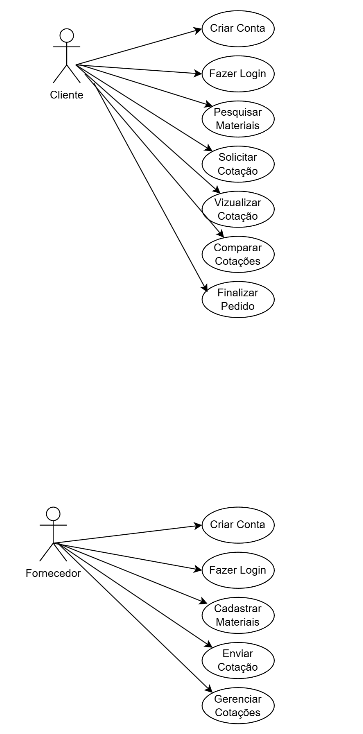 Criar Conta
Fazer Login
Cliente
Pesquisar
Materiais
Solicitar
Cotação
Vizualizar
Cotação
Comparar
Cotações
Finalizar
Pedido
Criar Conta
Fazer Login
Fornecedor
Cadastrar
Materiais
Enviar
Cotação
Gerenciar
Cotações